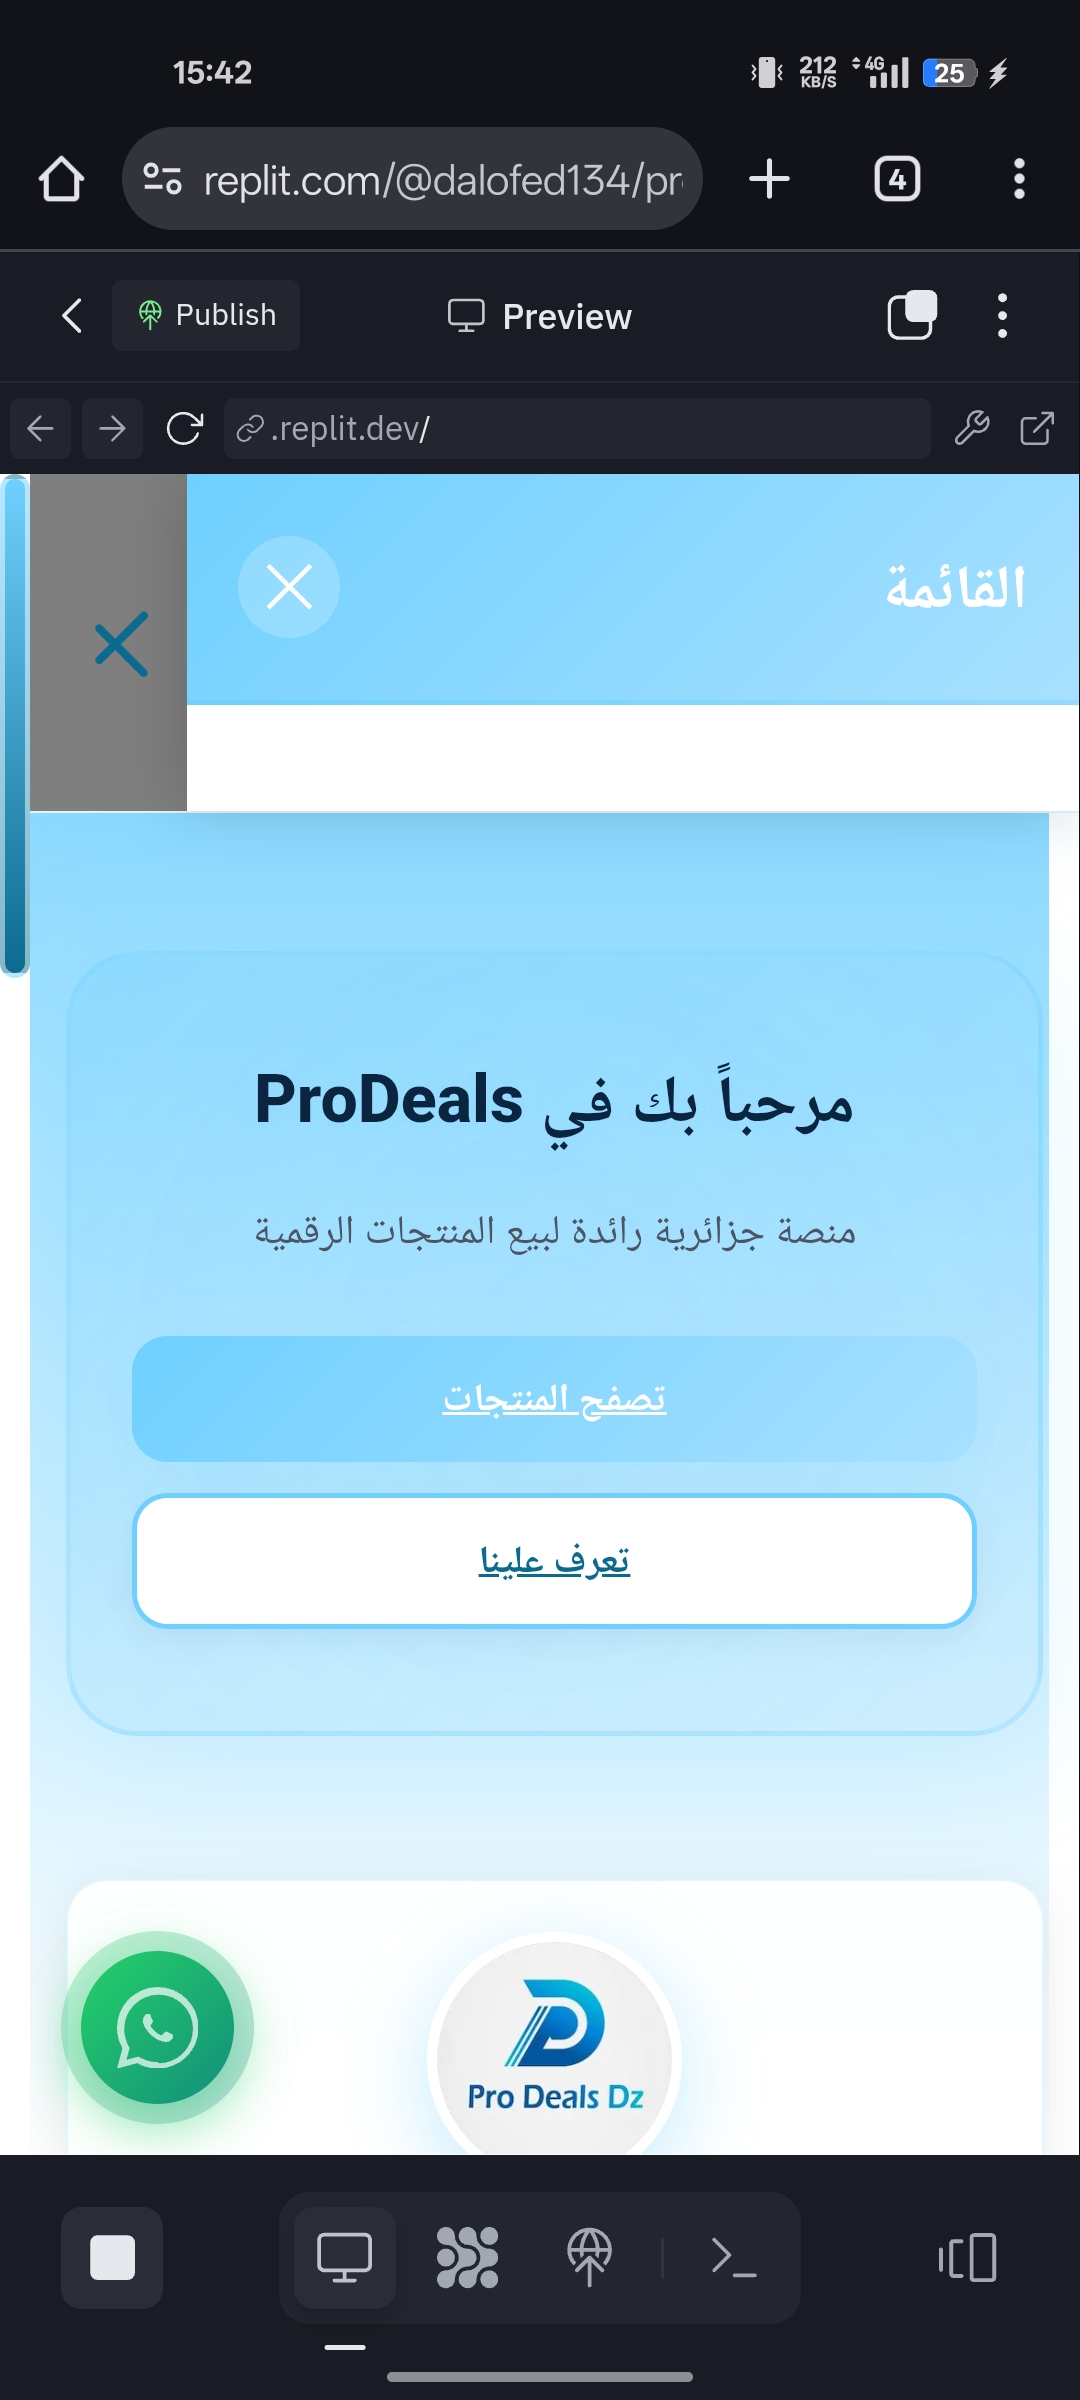 15:42
212 KB/S
4G
25
replit.com/@dalofed134/pr
4
Publish
Preview
.replit.dev/
القائمة
مرحباً بك في ProDeals
منصة جزائرية رائدة لبيع المنتجات الرقمية
تصفح المنتجات
تعرف علينا
Pro Deals Dz